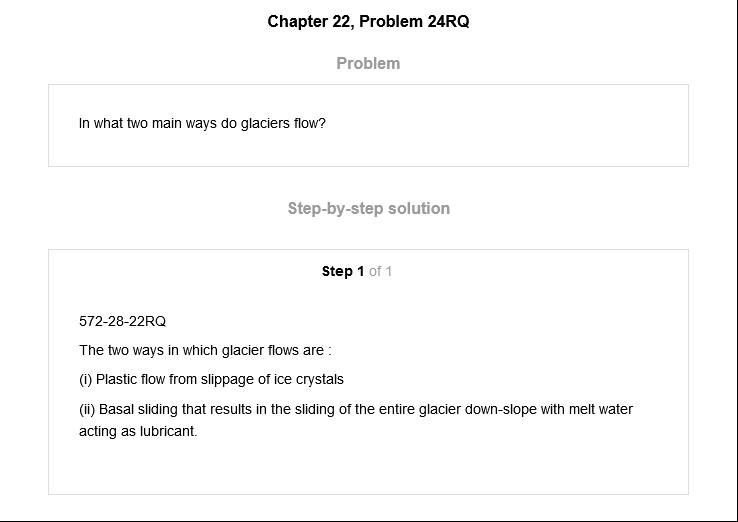 Chapter 22, Problem 24RQ
Problem
In what two main ways do glaciers flow?
Step-by-step solution
Step 1 of 1
572-28-22RQ
The two ways in which glacier flows are :
(i) Plastic flow from slippage of ice crystals
(ii) Basal sliding that results in the sliding of the entire glacier down-slope with melt water
acting as lubricant.